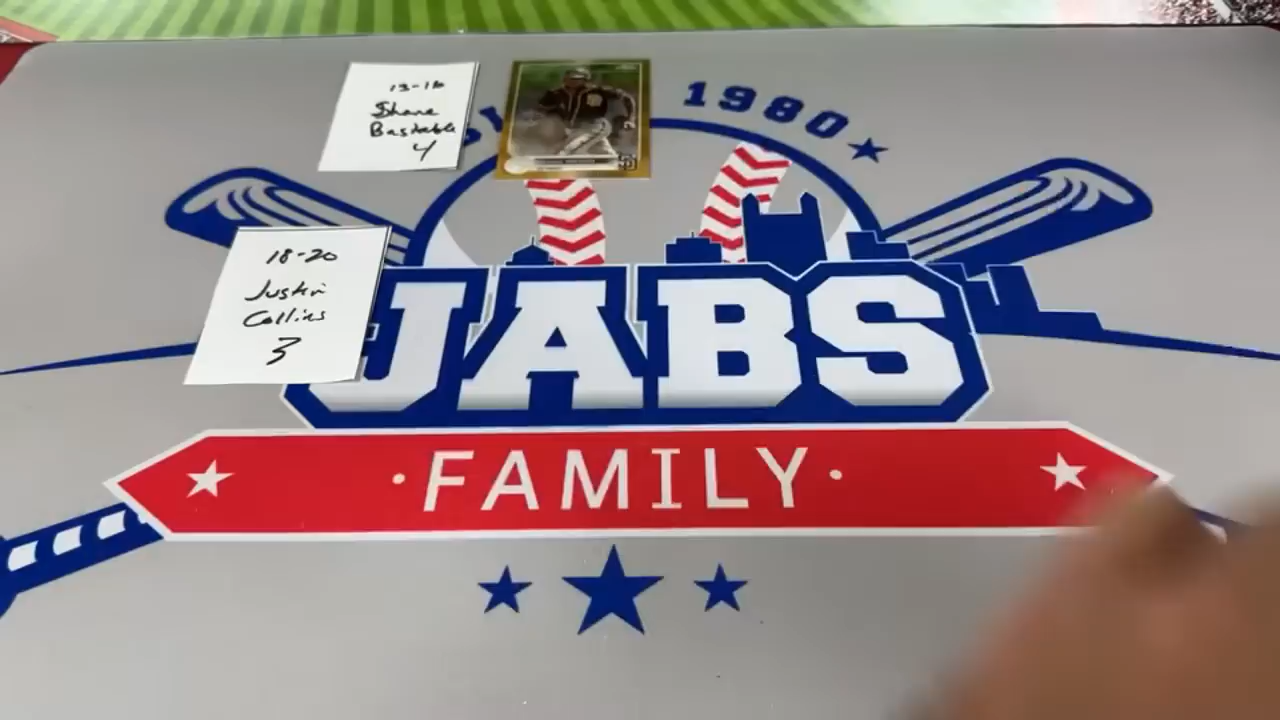 13-16
Shane
Bastable
4
1980
18-20
Justin
Collins
3
JABS
·FAMILY·